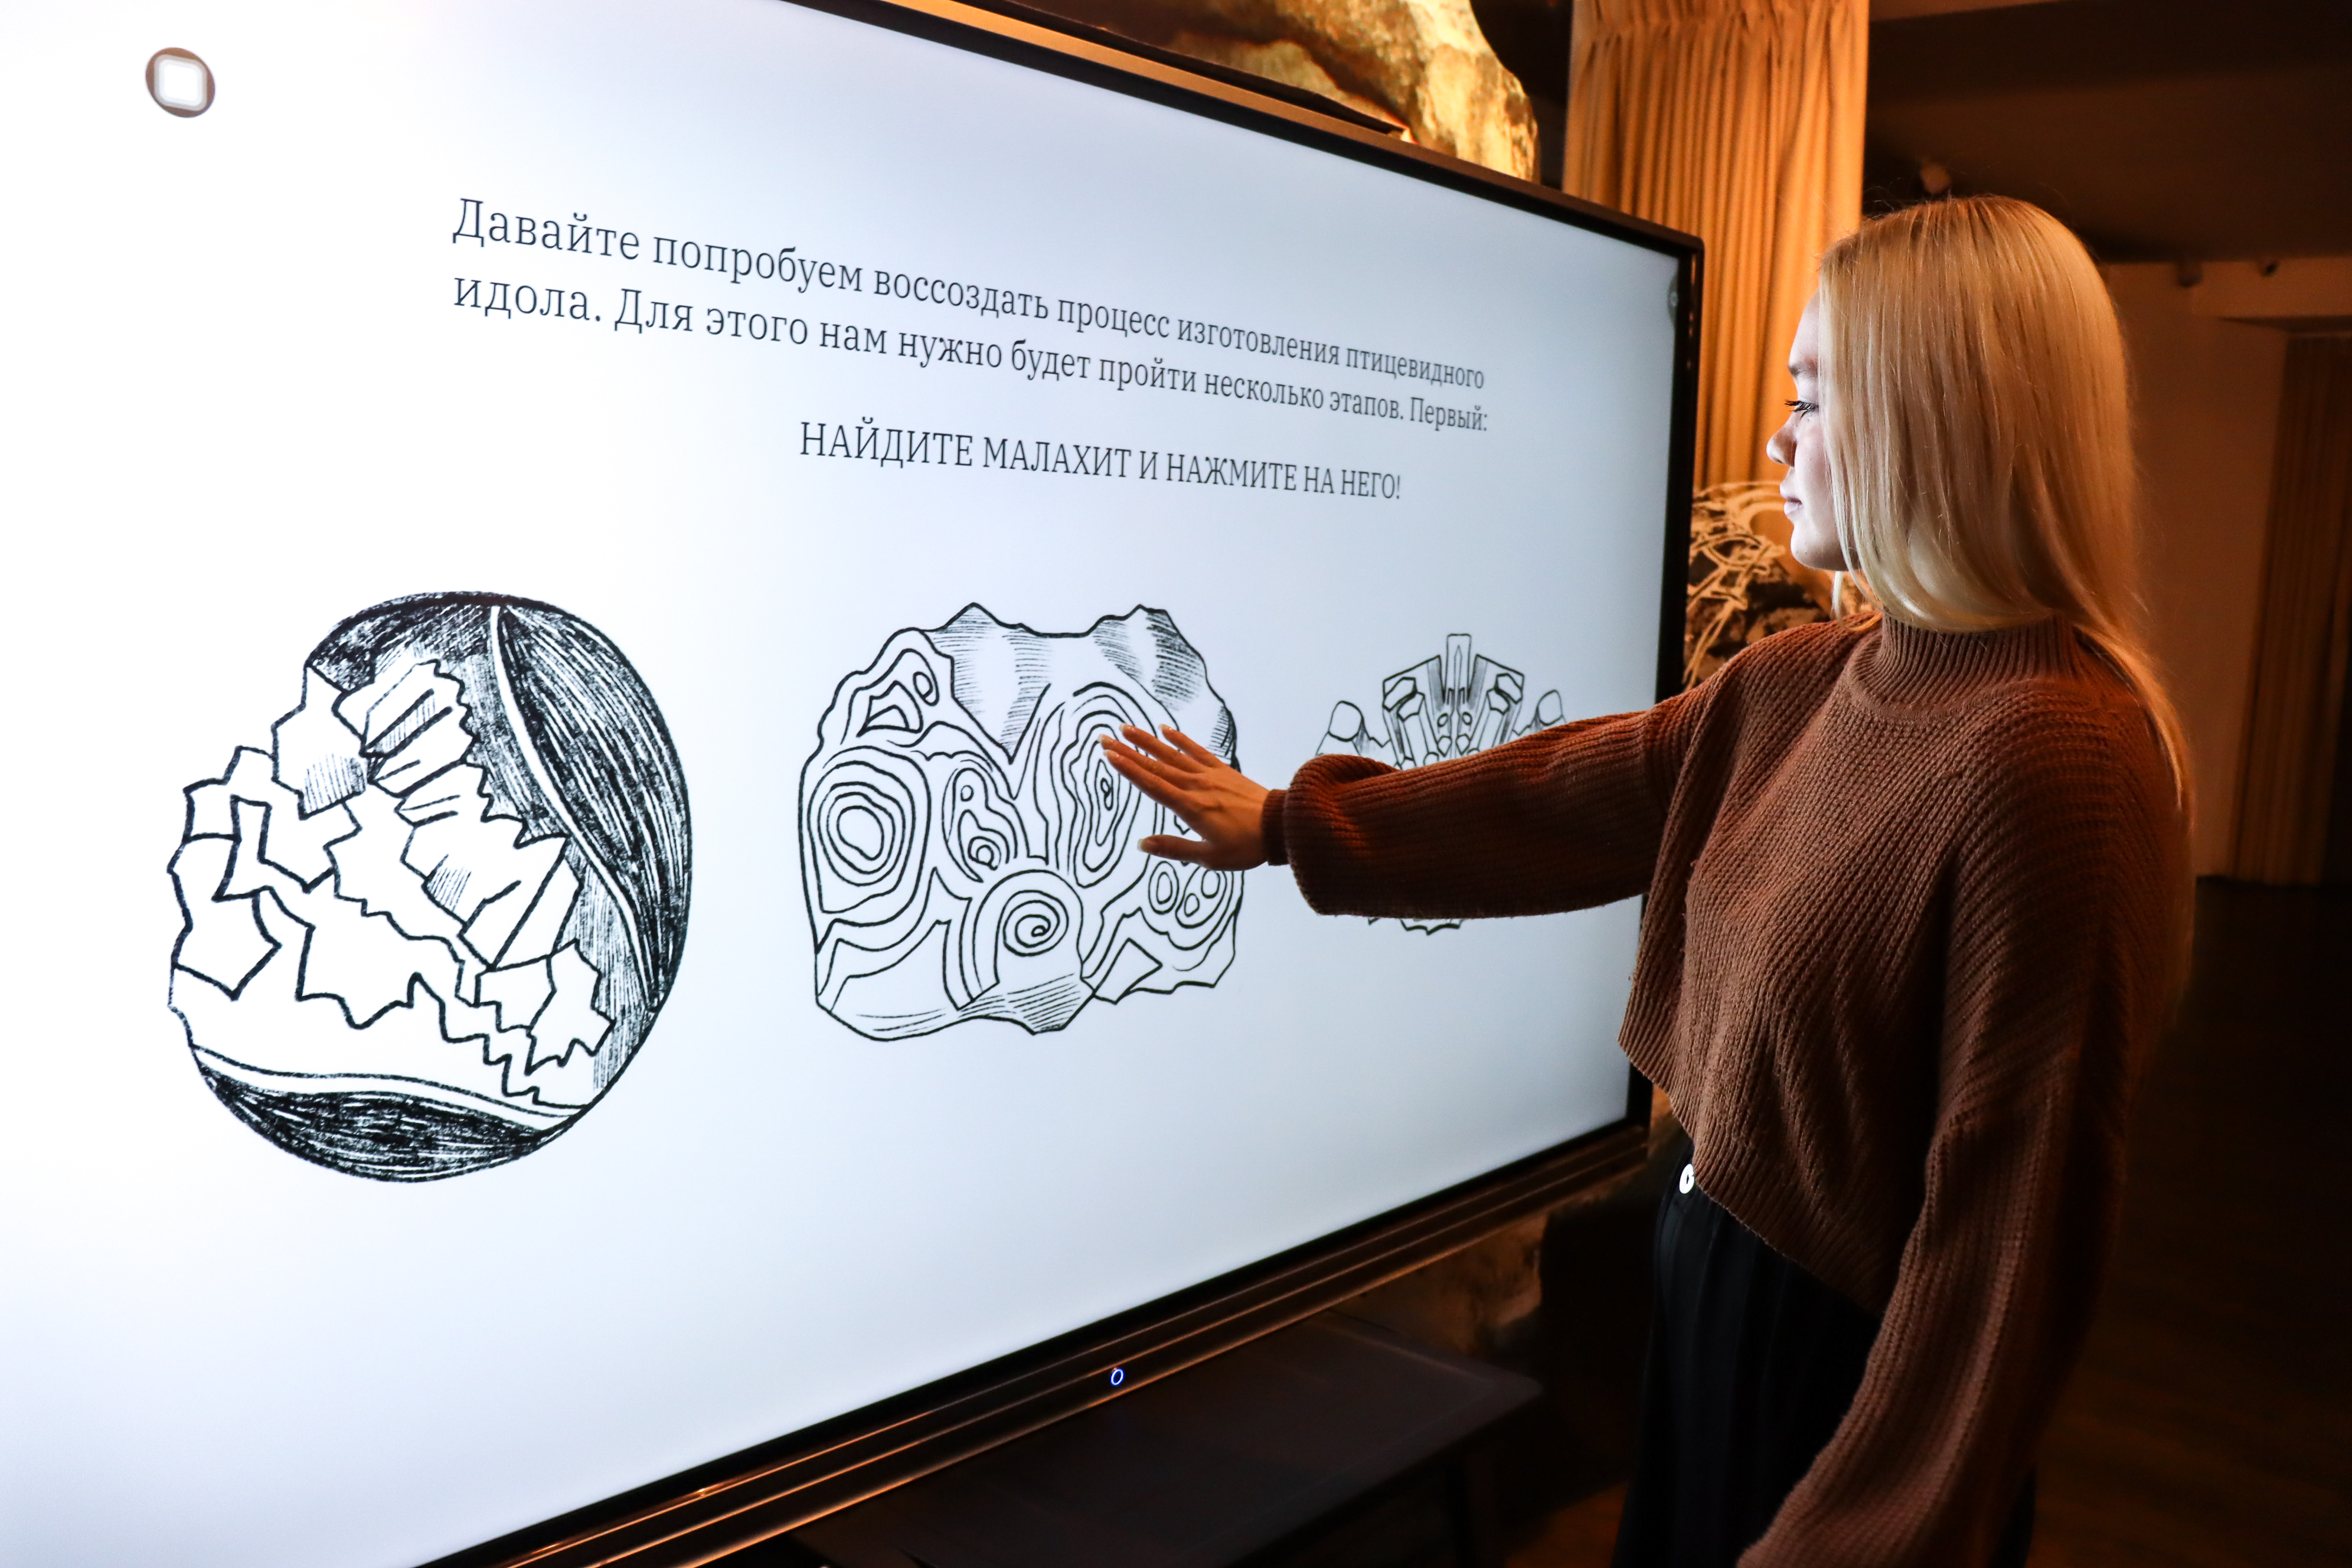 Давайте попробуем воссоздать процесс изготовления птицевидного
идола. Для этого нам нужно будет пройти несколько этапов. Первый:
НАЙДИТЕ МАЛАХИТ И НАЖМИТЕ НА НЕГО!